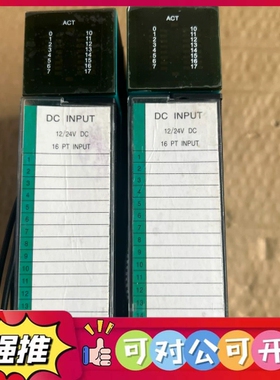 ACT
0 10
1 11
2 12
3 13
4 14
5 15
6 16
7 17
DC INPUT
12/24V DC
16 PT INPUT
ACT
0 10
1 11
2 12
3 13
4 14
5 15
6 16
7 17
DC INPUT
12/24V DC
16 PT INPUT
强推
可对公可开